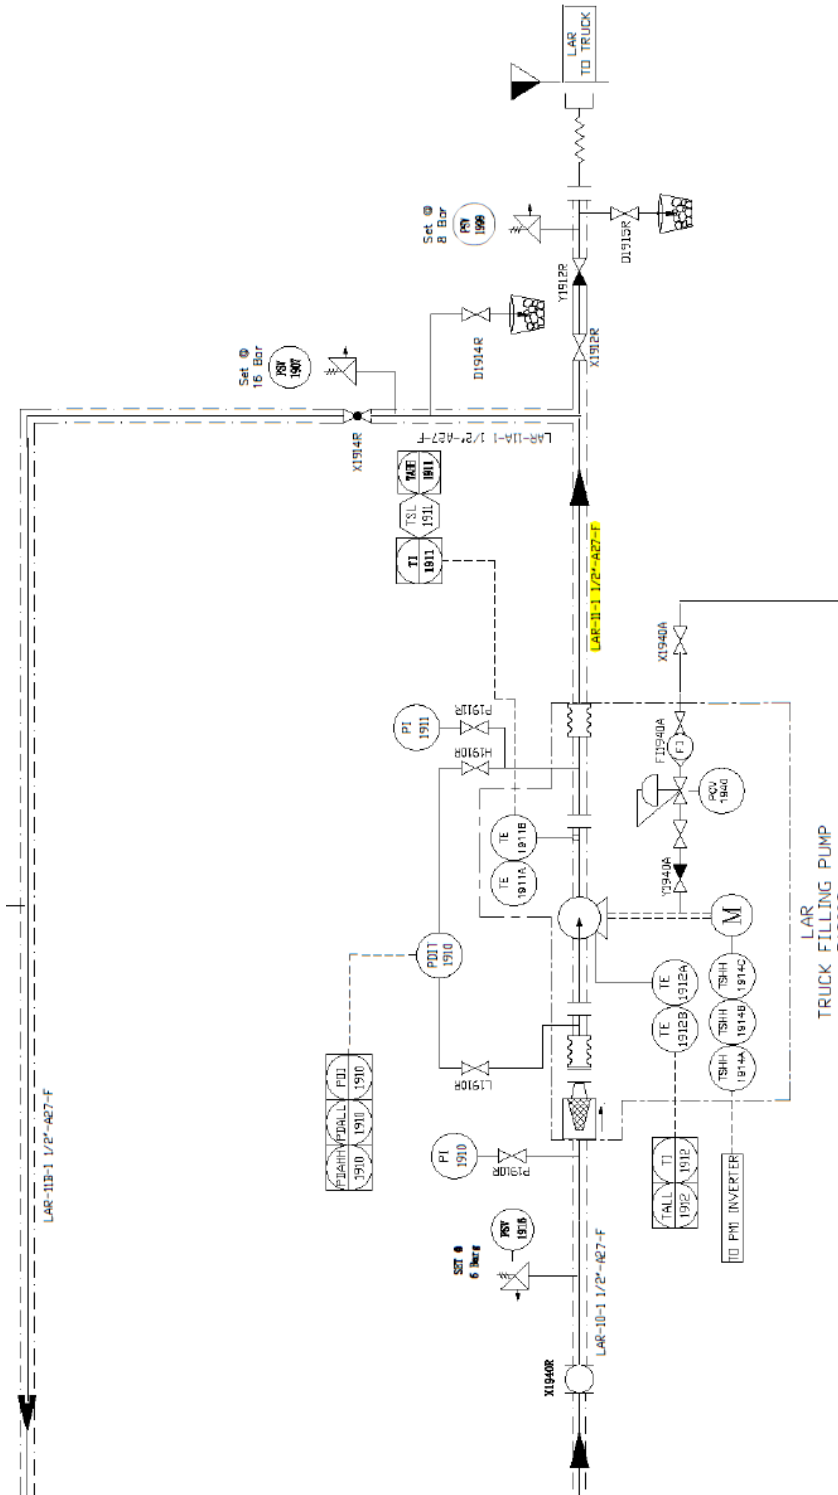 LAR
TO TRUCK
Set @
8 Bar
PSV
1999
D1915R
Y1912R
X1912R
D1914R
Set @
16 Bar
PSV
1907
X1914R
LAR-11A-1 1/2"-A27-F
TSL
1911
TI
1911
1911
LAR-11-1 1/2"-A27-F
X1940A
FI1940A
FI
PCV
1940
Y1940A
PI
1911
P1911R
H1910R
TE
1911B
TE
1911A
PDIT
1910
L1910R
M
TE
1912A
TE
1912B
TSHH
1914C
TSHH
1914B
TSHH
1914A
LAR
TRUCK FILLING PUMP
PDI
1910
PDALL
1910
PDAHH
1910
PI
1910
P1910R
TI
1912
TALL
1912
TO PM1 INVERTER
SET @
6 Barg
PSV
1916
LAR-10-1 1/2"-A27-F
X1940R
LAR-11B-1 1/2"-A27-F